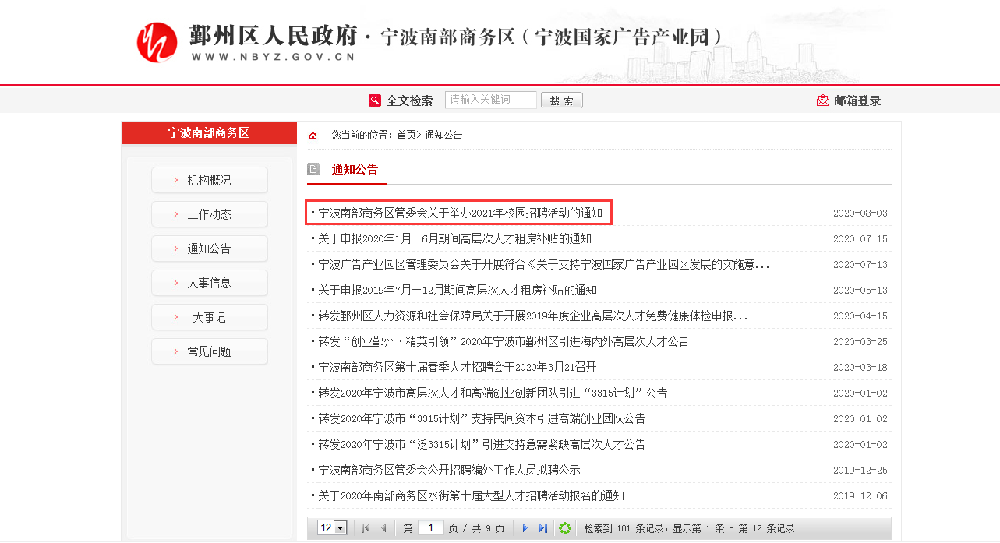 鄞州区人民政府·宁波南部商务区（宁波国家广告产业园）
WWW.NBYZ.GOV.CN
全文检索 请输入关键词 搜 索 邮箱登录
宁波南部商务区
机构概况
工作动态
通知公告
人事信息
大事记
常见问题
您当前的位置：首页> 通知公告
通知公告
·宁波南部商务区管委会关于举办2021年校园招聘活动的通知 2020-08-03
·关于申报2020年1月—6月期间高层次人才租房补贴的通知 2020-07-15
·宁波广告产业园区管理委员会关于开展符合《关于支持宁波国家广告产业园区发展的实施意... 2020-07-13
·关于申报2019年7月—12月期间高层次人才租房补贴的通知 2020-05-13
·转发鄞州区人力资源和社会保障局关于开展2019年度企业高层次人才免费健康体检申报... 2020-04-15
·转发“创业鄞州·精英引领”2020年宁波市鄞州区引进海内外高层次人才公告 2020-03-25
·宁波南部商务区第十届春季人才招聘会于2020年3月21召开 2020-03-18
·转发2020年宁波市高层次人才和高端创业创新团队引进“3315计划”公告 2020-01-02
·转发2020年宁波市“3315计划”支持民间资本引进高端创业团队公告 2020-01-02
·转发2020年宁波市“泛3315计划”引进支持急需紧缺高层次人才公告 2020-01-02
·宁波南部商务区管委会公开招聘编外工作人员拟聘公示 2019-12-25
·关于2020年南部商务区水街第十届大型人才招聘活动报名的通知 2019-12-06
12 第 1 页 / 共 9 页 检索到 101 条记录，显示第 1 条 - 第 12 条记录